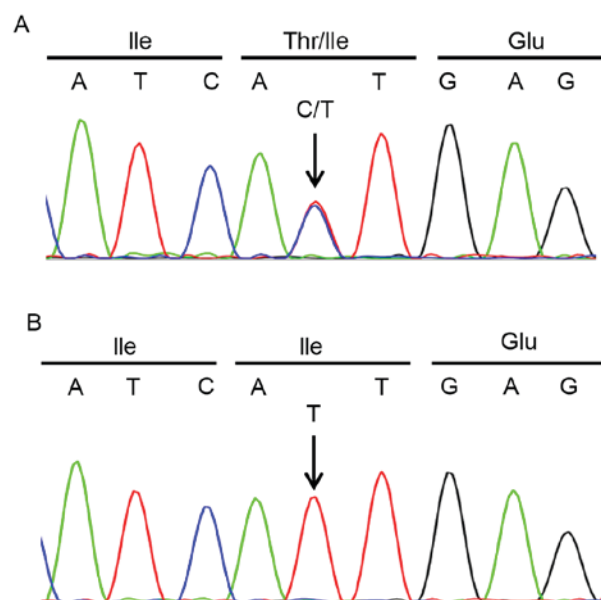 A
Ile Thr/Ile Glu
A T C A T G A G
C/T
B
Ile Ile Glu
A T C A T G A G
T